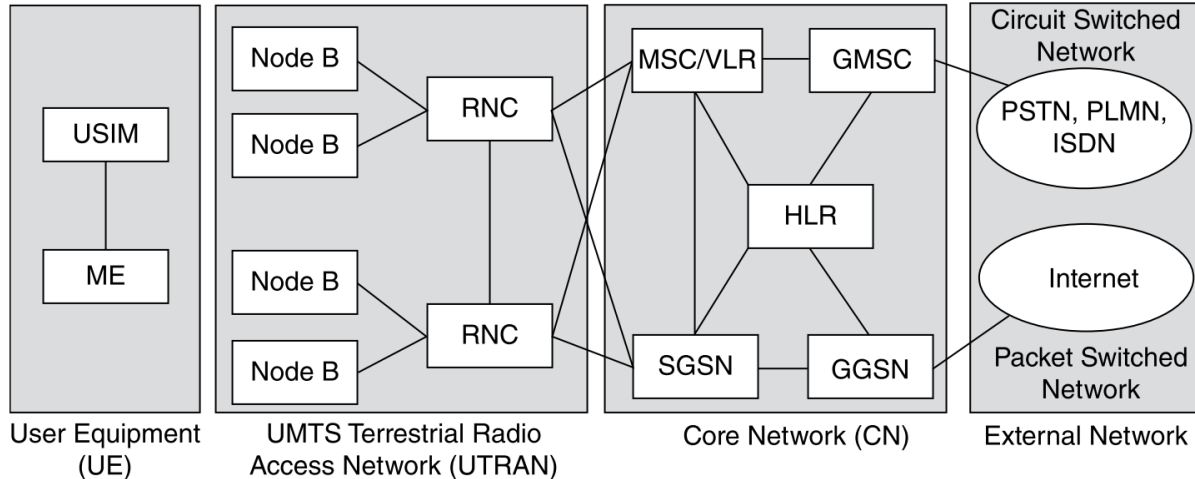 USIM
ME
User Equipment
(UE)
Node B
Node B
RNC
Node B
Node B
RNC
UMTS Terrestrial Radio
Access Network (UTRAN)
MSC/VLR
GMSC
HLR
SGSN
GGSN
Core Network (CN)
Circuit Switched
Network
PSTN, PLMN,
ISDN
Internet
Packet Switched
Network
External Network